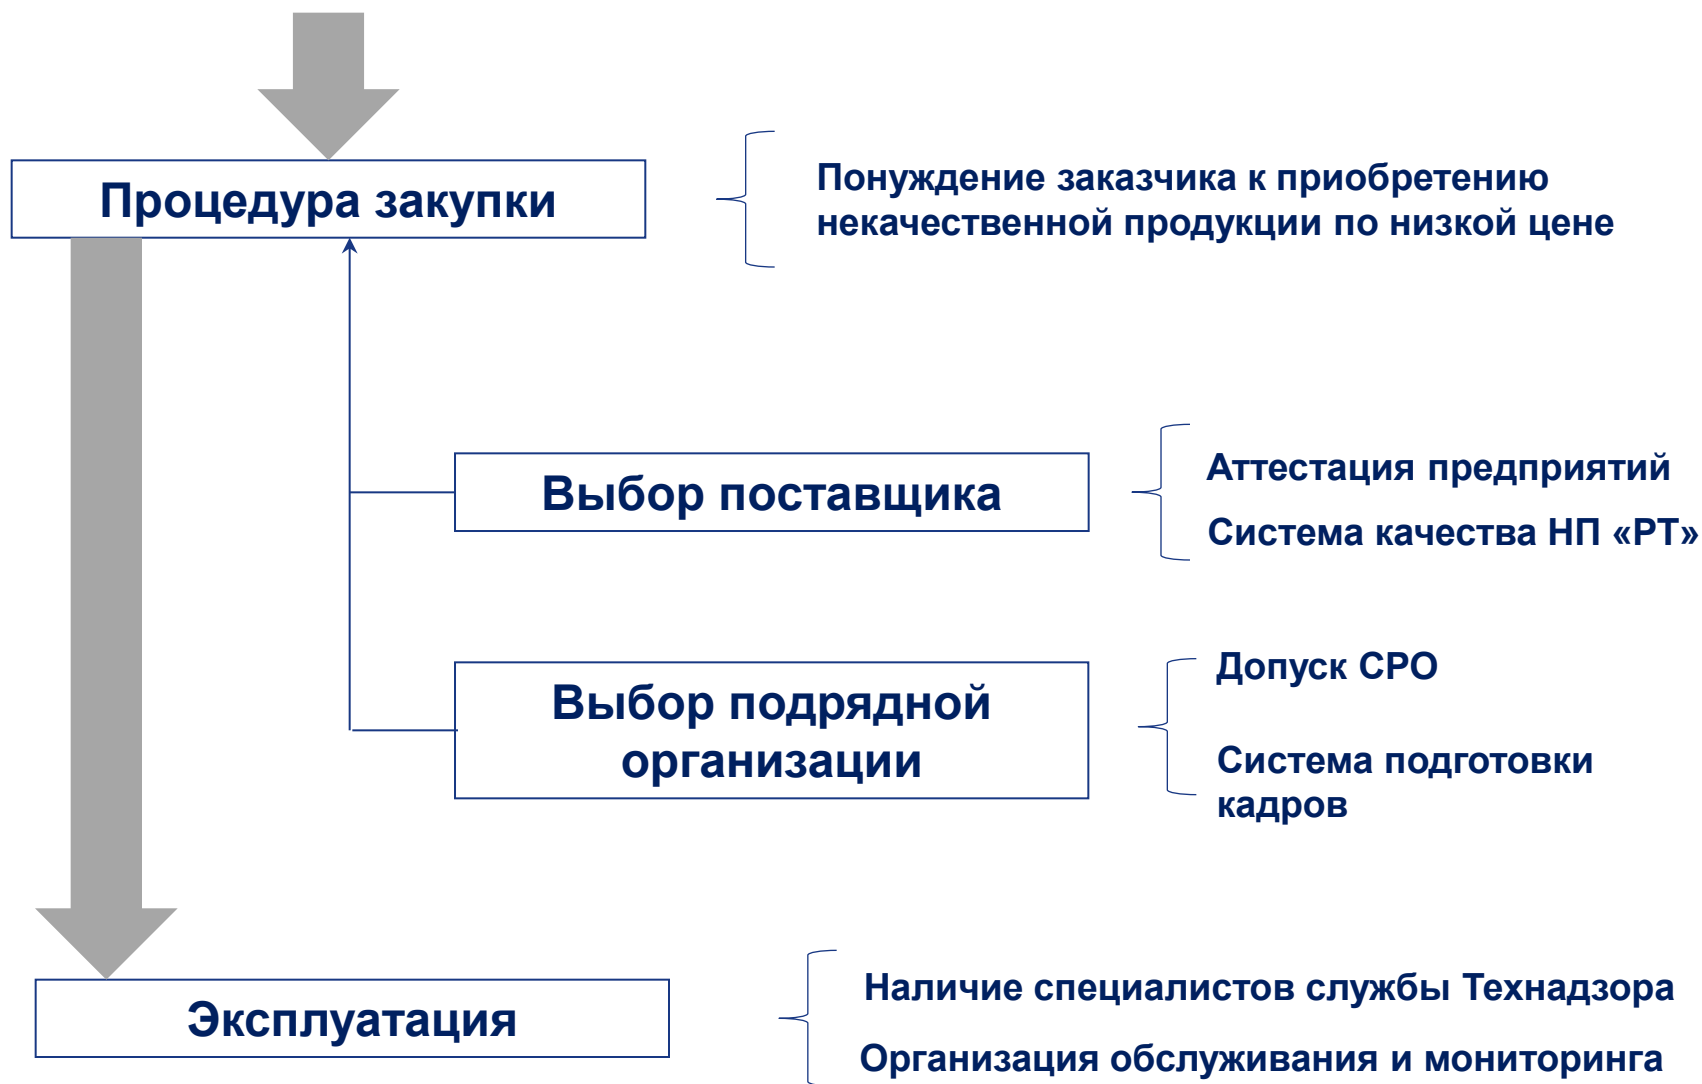 Процедура закупки
Понуждение заказчика к приобретению
некачественной продукции по низкой цене
Выбор поставщика
Аттестация предприятий
Система качества НП «РТ»
Выбор подрядной
организации
Допуск СРО
Система подготовки
кадров
Эксплуатация
Наличие специалистов службы Технадзора
Организация обслуживания и мониторинга